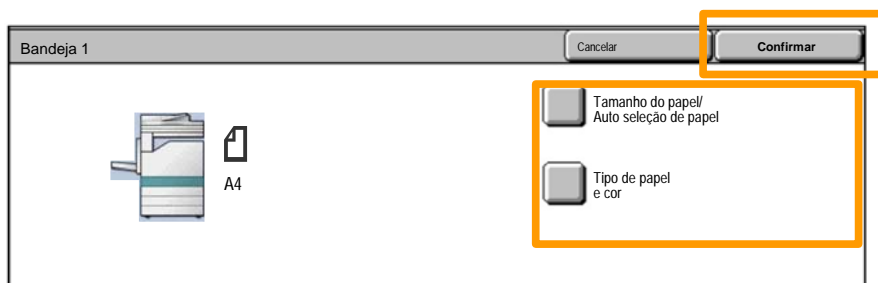 Bandeja 1
Cancelar
Confirmar
Tamanho do papel/
Auto seleção de papel
A4
Tipo de papel
e cor